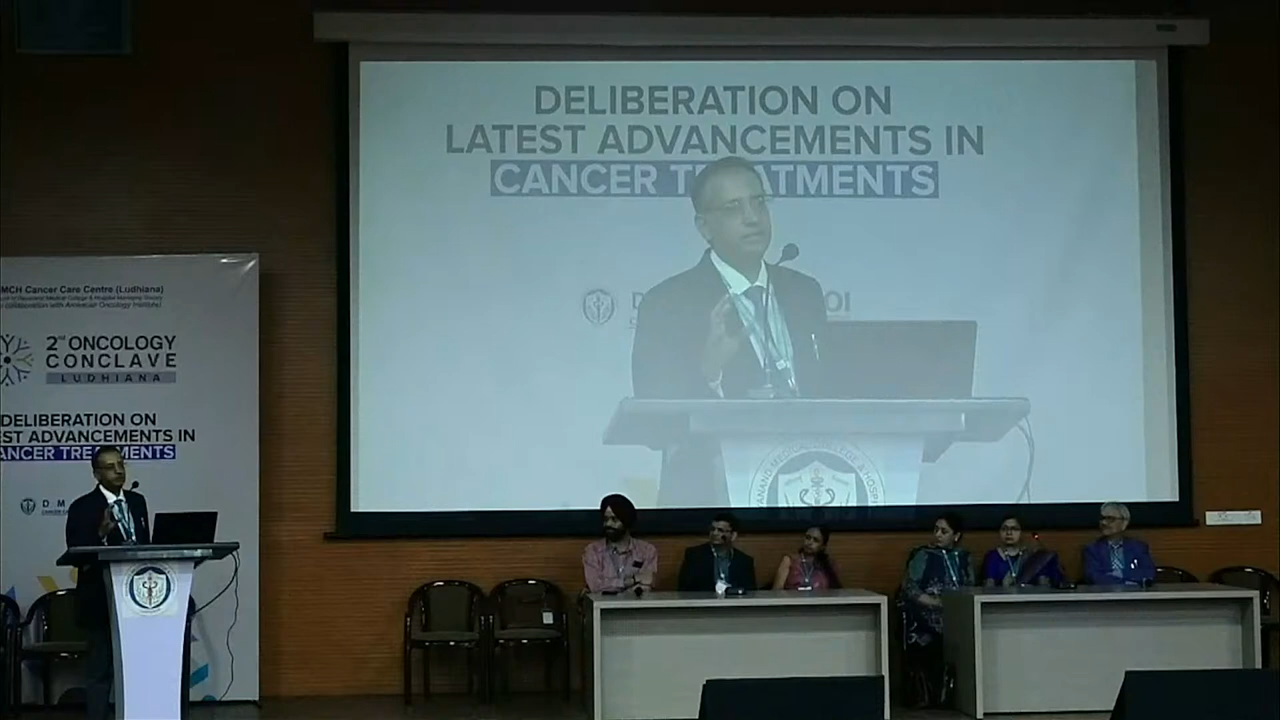 DELIBERATION ON
LATEST ADVANCEMENTS IN
CANCER TREATMENTS
MCH Cancer Care Centre (Ludhiana)
2nd ONCOLOGY
CONCLAVE
LUDHIANA
DELIBERATION ON
ST ADVANCEMENTS IN
ANCER TREATMENTS
D M